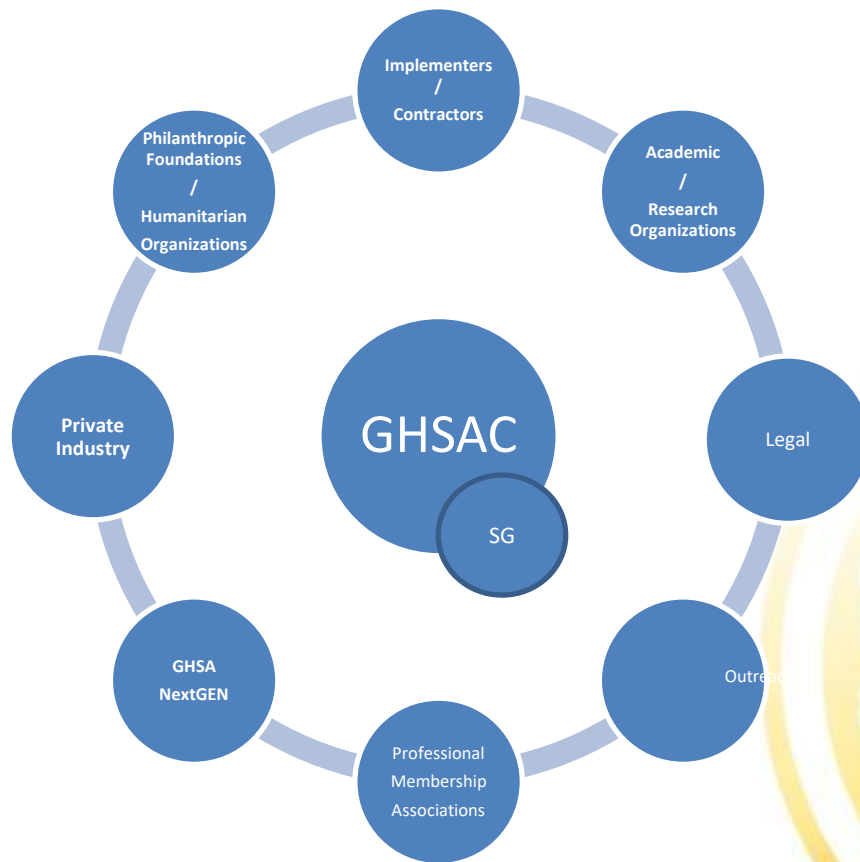 Implementers
/
Contractors
Philanthropic
Foundations
/
Humanitarian
Organizations
Academic
/
Research
Organizations
Private
Industry
GHSAC
SG
Legal
GHSA
NextGEN
Professional
Membership
Associations